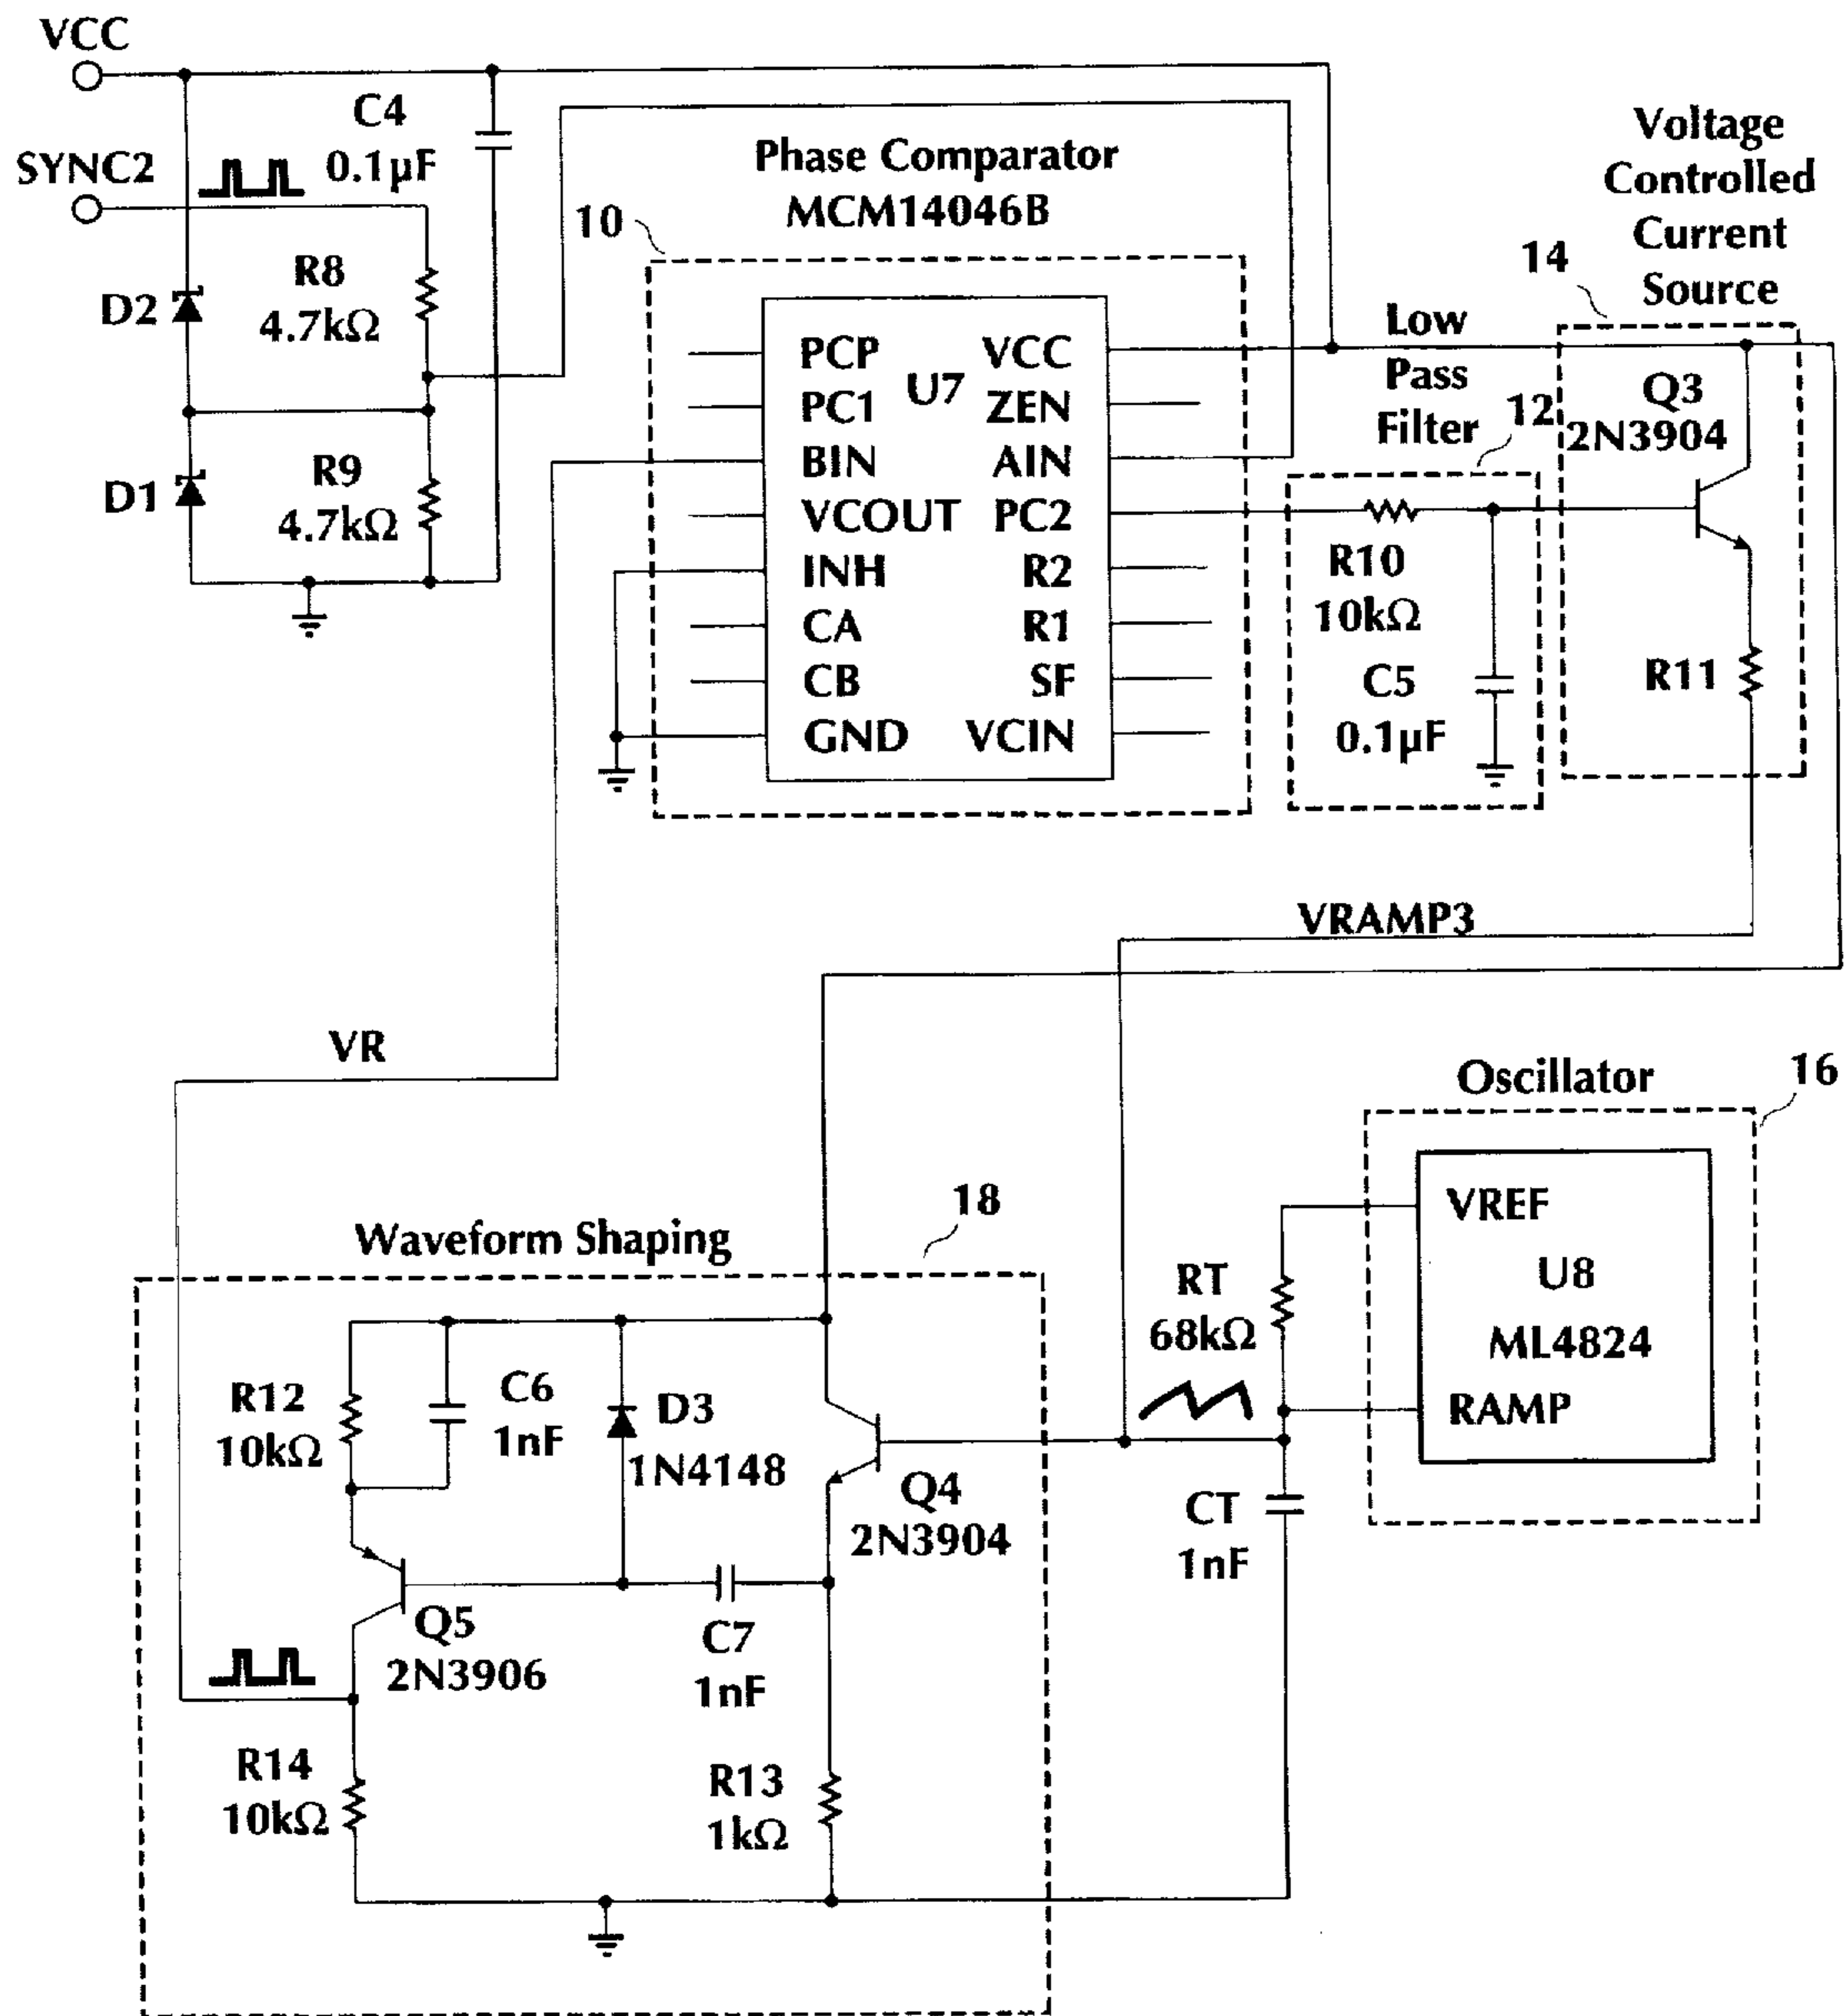 VCC
SYNC2
C4
0.1µF
D2
R8
4.7kΩ
D1
R9
4.7kΩ
Phase Comparator
MCM14046B
10
U7
PCP
PC1
BIN
VCOUT
INH
CA
CB
GND
VCC
ZEN
AIN
PC2
R2
R1
SF
VCIN
Low
Pass
Filter
12
R10
10kΩ
C5
0.1µF
Voltage
Controlled
Current
Source
14
Q3
2N3904
R11
VRAMP3
VR
Oscillator
16
VREF
U8
ML4824
RAMP
RT
68kΩ
CT
1nF
Waveform Shaping
18
R12
10kΩ
C6
1nF
D3
1N4148
Q4
2N3904
Q5
2N3906
C7
1nF
R14
10kΩ
R13
1kΩ